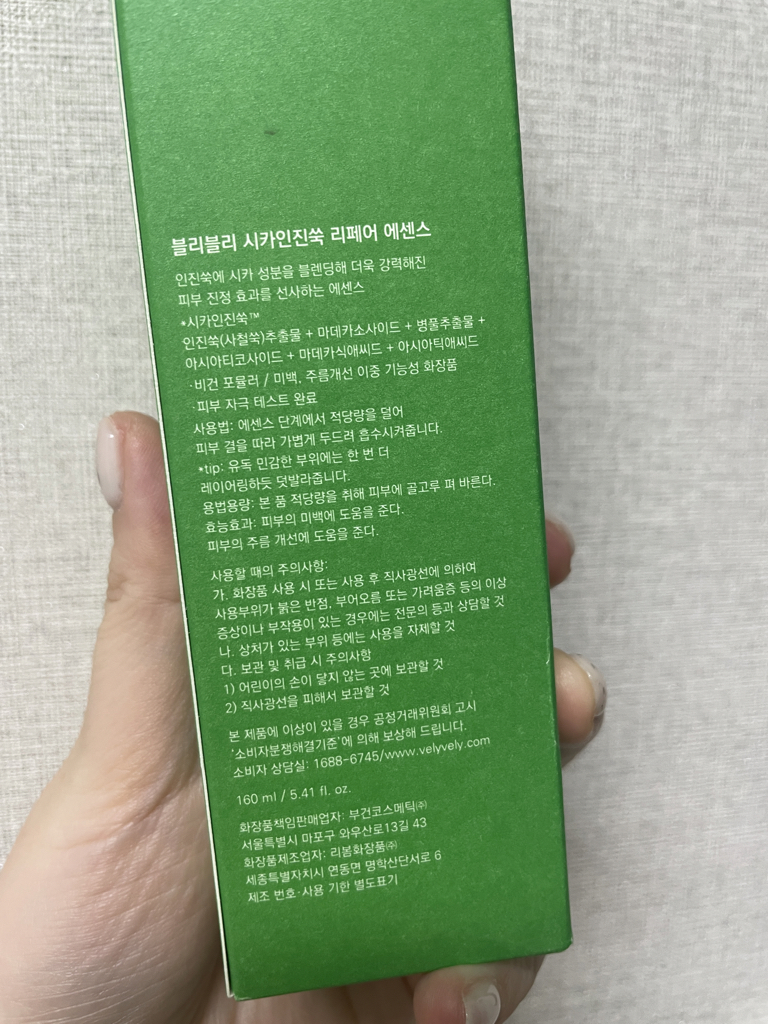 블리블리 시카인진쑥 리페어 에센스
인진쑥에 시카 성분을 블렌딩해 더욱 강력해진
피부 진정 효과를 선사하는 에센스
*시카인진쑥™
인진쑥(사철쑥)추출물 + 마데카소사이드 + 병풀추출물 +
아시아티코사이드 + 마데카식애씨드 + 아시아틱애씨드
·비건 포뮬러 / 미백, 주름개선 이중 기능성 화장품
·피부 자극 테스트 완료
사용법: 에센스 단계에서 적당량을 덜어
피부 결을 따라 가볍게 두드려 흡수시켜줍니다.
*tip: 유독 민감한 부위에는 한 번 더
레이어링하듯 덧발라줍니다.
용법용량: 본 품 적당량을 취해 피부에 골고루 펴 바른다.
효능효과: 피부의 미백에 도움을 준다.
피부의 주름 개선에 도움을 준다.
사용할 때의 주의사항:
가. 화장품 사용 시 또는 사용 후 직사광선에 의하여
사용부위가 붉은 반점, 부어오름 또는 가려움증 등의 이상
증상이나 부작용이 있는 경우에는 전문의 등과 상담할 것
나. 상처가 있는 부위 등에는 사용을 자제할 것
다. 보관 및 취급 시 주의사항
1) 어린이의 손이 닿지 않는 곳에 보관할 것
2) 직사광선을 피해서 보관할 것
본 제품에 이상이 있을 경우 공정거래위원회 고시
'소비자분쟁해결기준'에 의해 보상해 드립니다.
소비자 상담실: 1688-6745/www.velyvely.com
160 ml / 5.41 fl. oz.
화장품책임판매업자: 부건코스메틱㈜
서울특별시 마포구 와우산로13길 43
화장품제조업자: 리봄화장품㈜
세종특별자치시 연동면 명학산단서로 6
제조 번호·사용 기한 별도표기